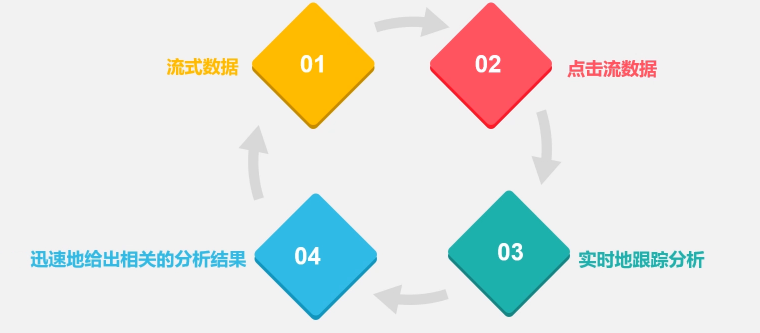 流式数据
01
02
点击流数据
迅速地给出相关的分析结果
04
03
实时地跟踪分析